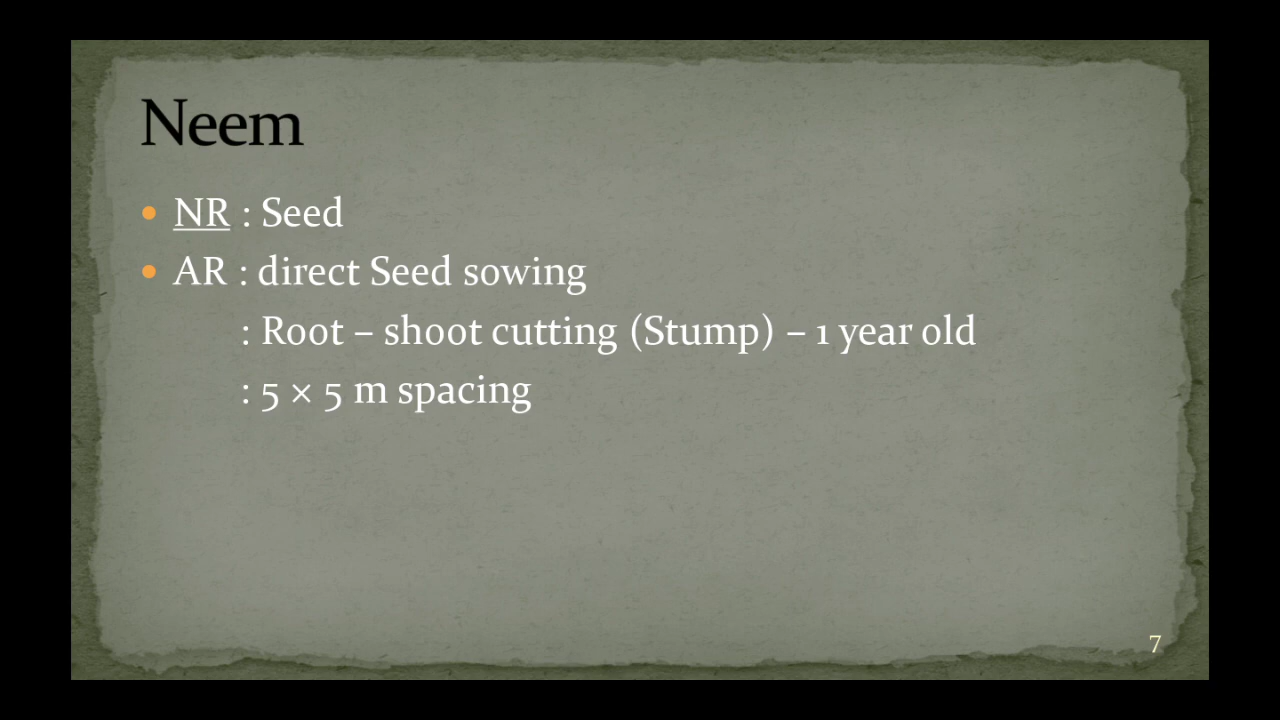 Neem
• NR : Seed
• AR : direct Seed sowing
: Root – shoot cutting (Stump) – 1 year old
: 5 × 5 m spacing
7